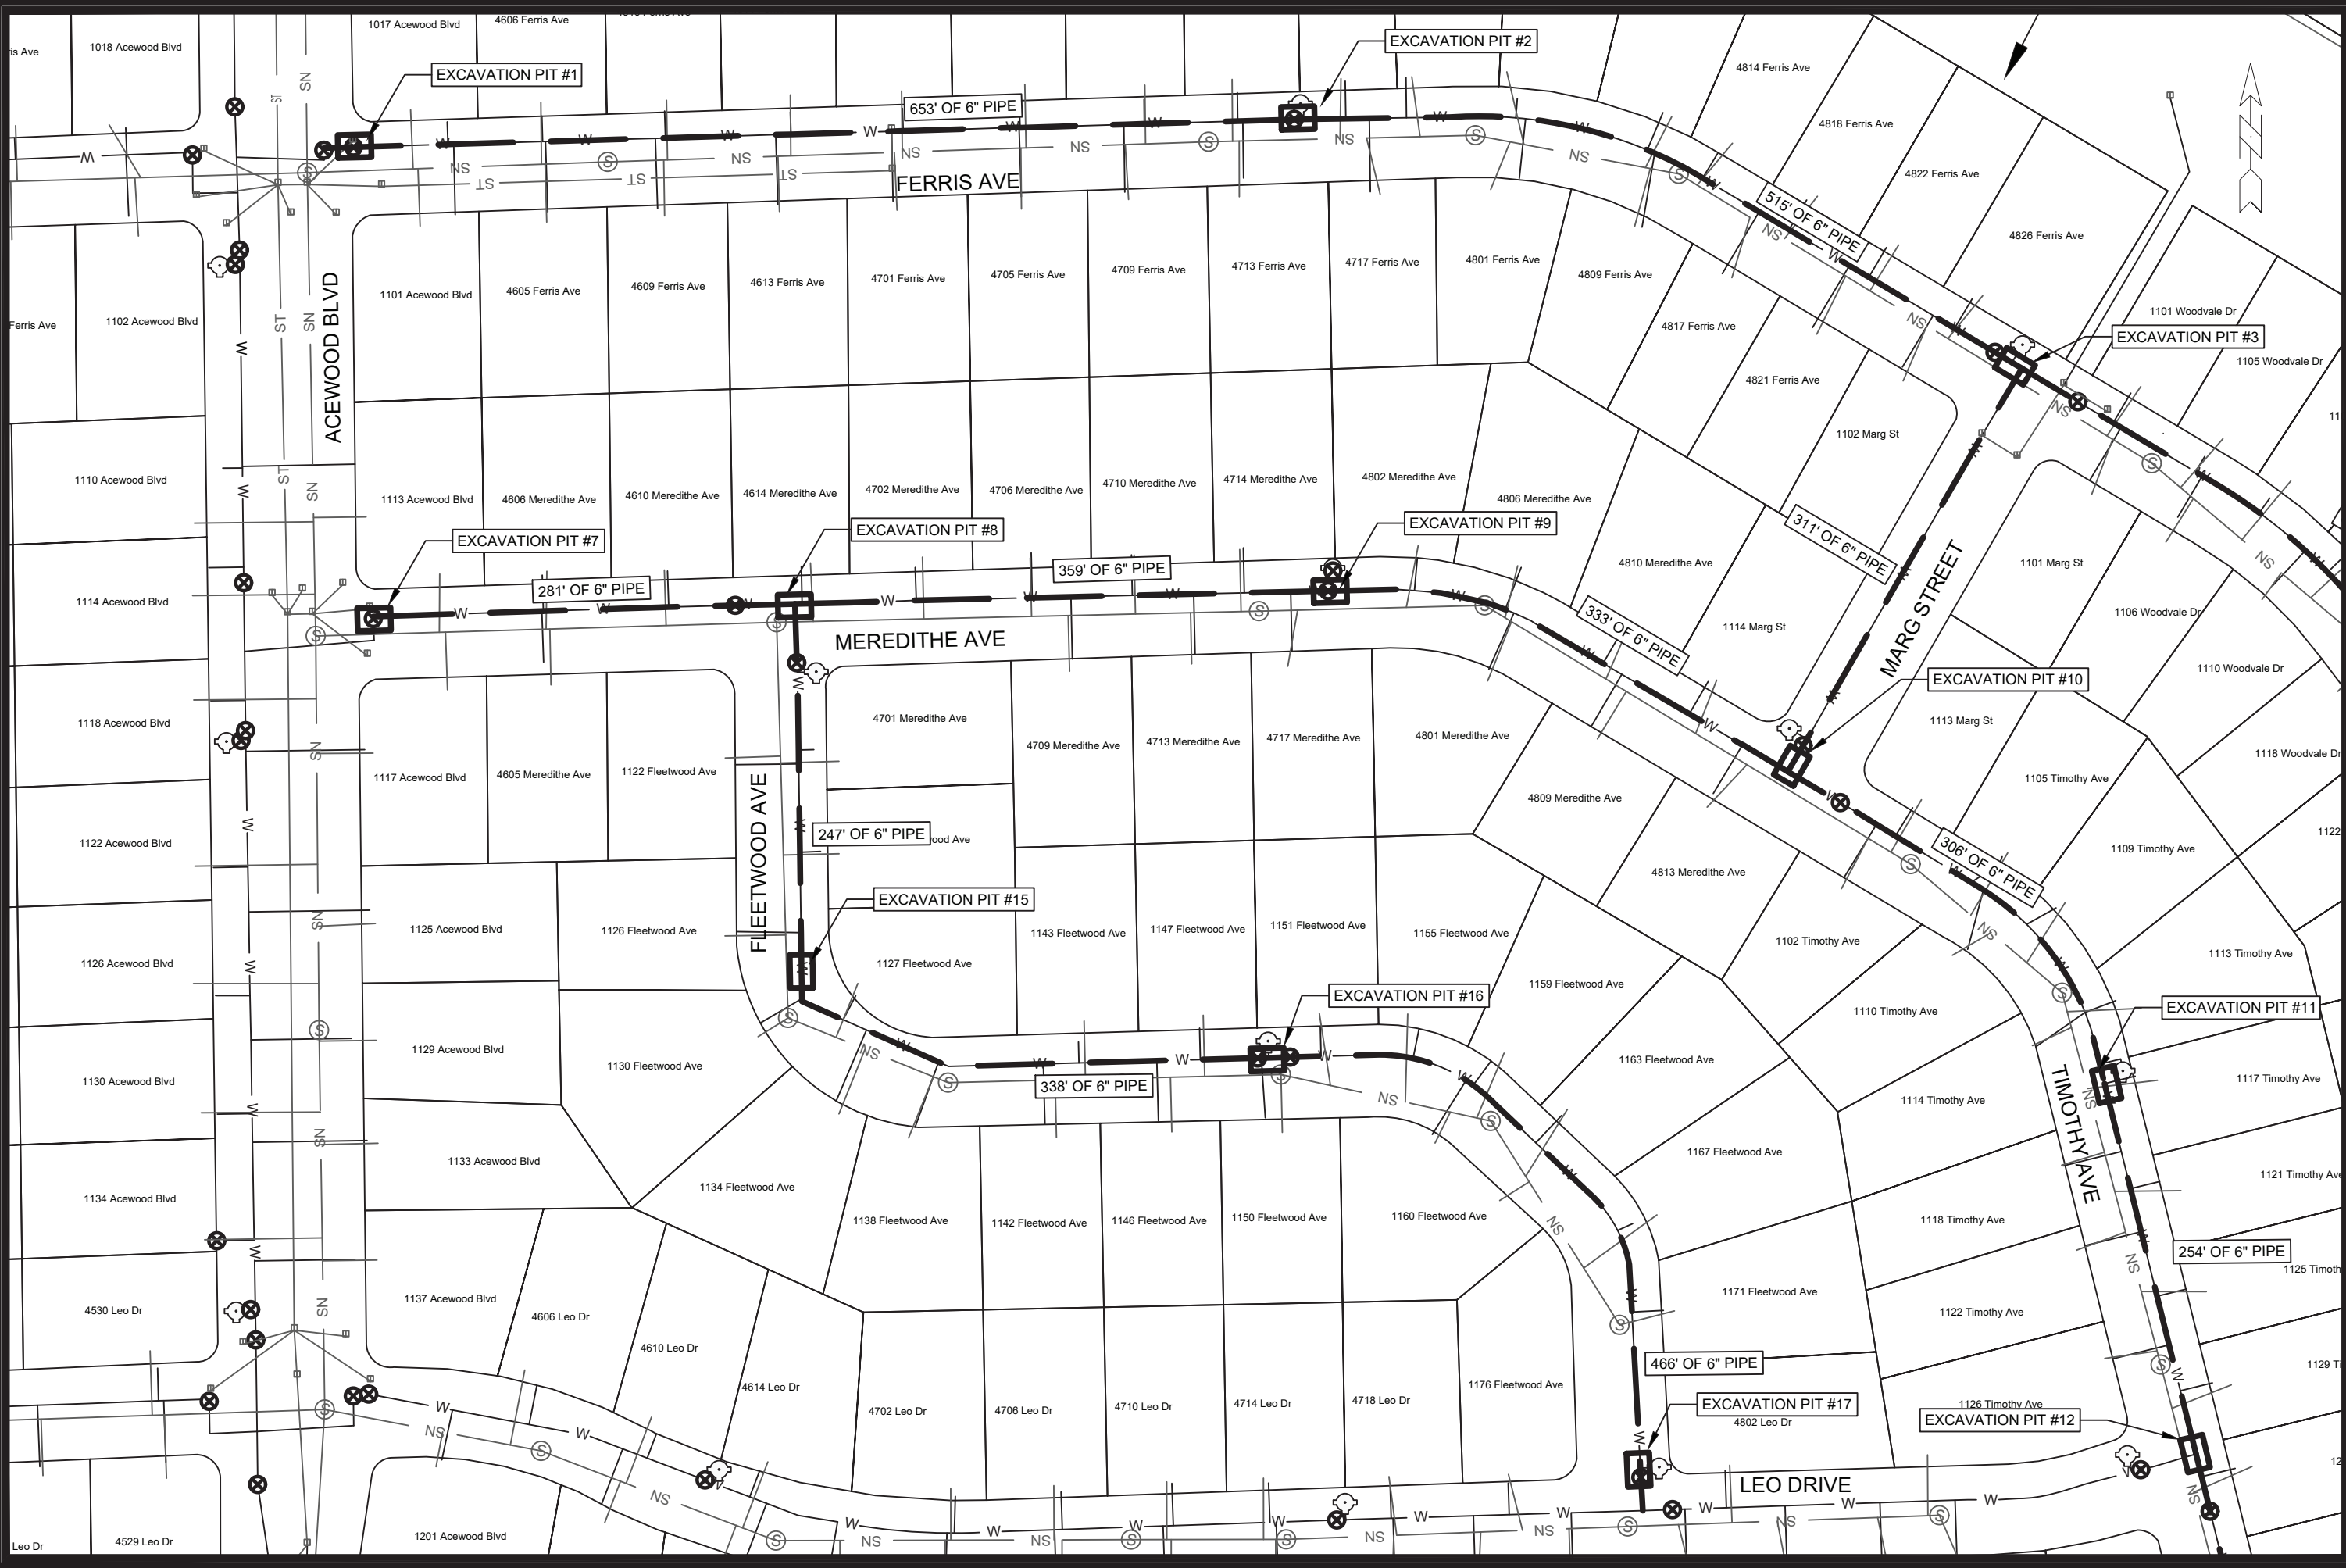 1017 Acewood Blvd
4606 Ferris Ave
1018 Acewood Blvd
EXCAVATION PIT #1
EXCAVATION PIT #2
4814 Ferris Ave
653' OF 6" PIPE
4818 Ferris Ave
4822 Ferris Ave
FERRIS AVE
515' OF 6" PIPE
4826 Ferris Ave
1102 Acewood Blvd
Ferris Ave
ACEWOOD BLVD
1101 Acewood Blvd
4605 Ferris Ave
4609 Ferris Ave
4613 Ferris Ave
4701 Ferris Ave
4705 Ferris Ave
4709 Ferris Ave
4713 Ferris Ave
4717 Ferris Ave
4801 Ferris Ave
4809 Ferris Ave
4817 Ferris Ave
4821 Ferris Ave
1101 Woodvale Dr
EXCAVATION PIT #3
1105 Woodvale Dr
1102 Marg St
1110 Acewood Blvd
1113 Acewood Blvd
4606 Meredithe Ave
4610 Meredithe Ave
4614 Meredithe Ave
4702 Meredithe Ave
4706 Meredithe Ave
4710 Meredithe Ave
4714 Meredithe Ave
4802 Meredithe Ave
4806 Meredithe Ave
4810 Meredithe Ave
1114 Marg St
311' OF 6" PIPE
MARG STREET
1101 Marg St
1106 Woodvale Dr
1110 Woodvale Dr
1118 Woodvale Dr
EXCAVATION PIT #7
EXCAVATION PIT #8
EXCAVATION PIT #9
281' OF 6" PIPE
359' OF 6" PIPE
333' OF 6" PIPE
1114 Acewood Blvd
MEREDITHE AVE
EXCAVATION PIT #10
1113 Marg St
1118 Acewood Blvd
1117 Acewood Blvd
4605 Meredithe Ave
1122 Fleetwood Ave
4701 Meredithe Ave
4709 Meredithe Ave
4713 Meredithe Ave
4717 Meredithe Ave
4801 Meredithe Ave
4809 Meredithe Ave
4813 Meredithe Ave
1105 Timothy Ave
1109 Timothy Ave
1122
306' OF 6" PIPE
FLEETWOOD AVE
247' OF 6" PIPE
ood Ave
1122 Acewood Blvd
EXCAVATION PIT #15
1125 Acewood Blvd
1126 Fleetwood Ave
1127 Fleetwood Ave
1143 Fleetwood Ave
1147 Fleetwood Ave
1151 Fleetwood Ave
1155 Fleetwood Ave
1159 Fleetwood Ave
1102 Timothy Ave
1110 Timothy Ave
1113 Timothy Ave
1126 Acewood Blvd
EXCAVATION PIT #16
EXCAVATION PIT #11
1129 Acewood Blvd
1130 Fleetwood Ave
1130 Acewood Blvd
338' OF 6" PIPE
1163 Fleetwood Ave
1114 Timothy Ave
1117 Timothy Ave
TIMOTHY AVE
1133 Acewood Blvd
1134 Fleetwood Ave
1167 Fleetwood Ave
1121 Timothy Ave
1134 Acewood Blvd
1138 Fleetwood Ave
1142 Fleetwood Ave
1146 Fleetwood Ave
1150 Fleetwood Ave
1160 Fleetwood Ave
1118 Timothy Ave
254' OF 6" PIPE
1125 Timoth
4530 Leo Dr
1137 Acewood Blvd
4606 Leo Dr
4610 Leo Dr
4614 Leo Dr
1171 Fleetwood Ave
1122 Timothy Ave
466' OF 6" PIPE
1129 Ti
4702 Leo Dr
4706 Leo Dr
4710 Leo Dr
4714 Leo Dr
4718 Leo Dr
1176 Fleetwood Ave
EXCAVATION PIT #17
4802 Leo Dr
1126 Timothy Ave
EXCAVATION PIT #12
LEO DRIVE
Leo Dr
4529 Leo Dr
1201 Acewood Blvd